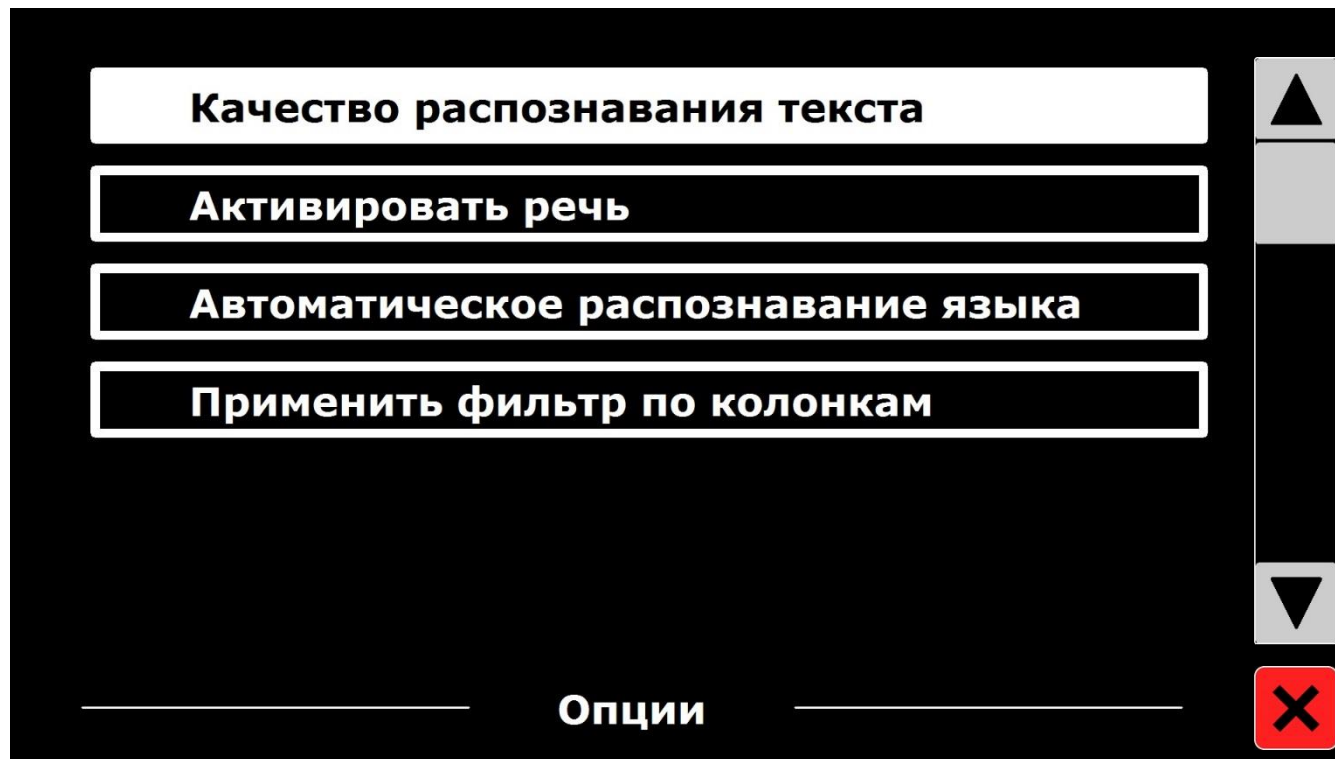 Качество распознавания текста
Активировать речь
Автоматическое распознавание языка
Применить фильтр по колонкам
Опции